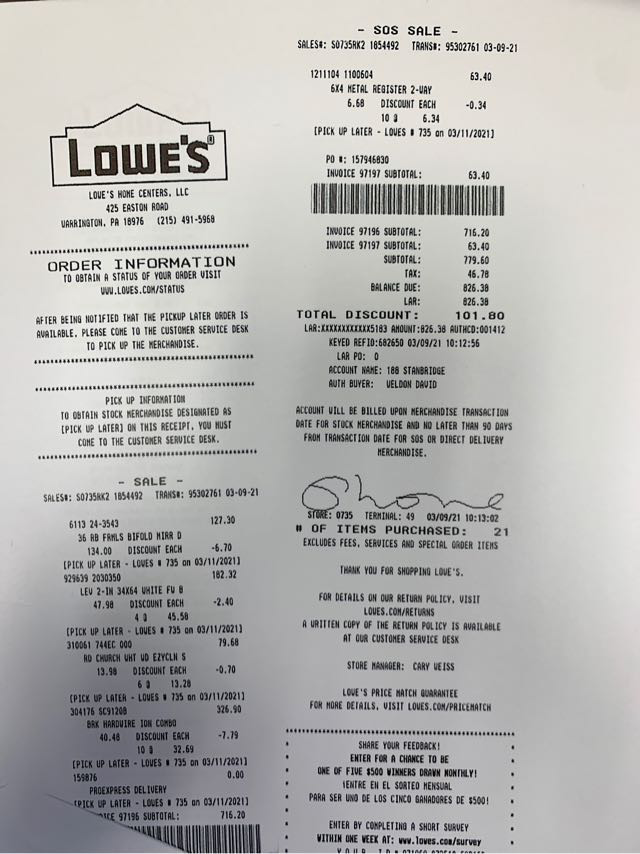 LOWE'S®
LOWE'S HOME CENTERS, LLC
425 EASTON ROAD
WARRINGTON, PA 18976 (215) 491-5968
ORDER INFORMATION
TO OBTAIN A STATUS OF YOUR ORDER VISIT
WWW.LOWES.COM/STATUS
AFTER BEING NOTIFIED THAT THE PICKUP LATER ORDER IS
AVAILABLE, PLEASE COME TO THE CUSTOMER SERVICE DESK
TO PICK UP THE MERCHANDISE.
PICK UP INFORMATION
TO OBTAIN STOCK MERCHANDISE DESIGNATED AS
[PICK UP LATER] ON THIS RECEIPT, YOU MUST
COME TO THE CUSTOMER SERVICE DESK.
- SALE -
SALES#: S0735RK2 1854492 TRANS#: 95302761 03-09-21
6113 24-3543 127.30
36 RB FRMLS BIFOLD MIRR D
134.00 DISCOUNT EACH -6.70
[PICK UP LATER - LOWES # 735 on 03/11/2021]
929639 2030350 182.32
LEV 2-IN 34X64 WHITE FW B
47.98 DISCOUNT EACH -2.40
4 @ 45.58
[PICK UP LATER - LOWES # 735 on 03/11/2021]
310061 744EC 000 79.68
RD CHURCH WHT WD EZYCLN S
13.98 DISCOUNT EACH -0.70
6 @ 13.28
[PICK UP LATER - LOWES # 735 on 03/11/2021]
304176 SC9120B 326.90
BRK HARDWIRE ION COMBO
40.48 DISCOUNT EACH -7.79
10 @ 32.69
[PICK UP LATER - LOWES # 735 on 03/11/2021]
159876 0.00
PROEXPRESS DELIVERY
[PICK UP LATER - LOWES # 735 on 03/11/2021]
97196 SUBTOTAL: 716.20
- SOS SALE -
SALES#: S0735RK2 1854492 TRANS#: 95302761 03-09-21
1211104 1100604 63.40
6X4 METAL REGISTER 2-WAY
6.68 DISCOUNT EACH -0.34
10 @ 6.34
[PICK UP LATER - LOWES # 735 on 03/11/2021]
PO #: 157946830
INVOICE 97197 SUBTOTAL: 63.40
INVOICE 97196 SUBTOTAL: 716.20
INVOICE 97197 SUBTOTAL: 63.40
SUBTOTAL: 779.60
TAX: 46.78
BALANCE DUE: 826.38
LAR: 826.38
TOTAL DISCOUNT: 101.80
LAR:XXXXXXXXXXXX5183 AMOUNT:826.38 AUTHCD:001412
KEYED REFID:682650 03/09/21 10:12:56
LAR PO: 0
ACCOUNT NAME: 188 STANBRIDGE
AUTH BUYER: WELDON DAVID
ACCOUNT WILL BE BILLED UPON MERCHANDISE TRANSACTION
DATE FOR STOCK MERCHANDISE AND NO LATER THAN 90 DAYS
FROM TRANSACTION DATE FOR SOS OR DIRECT DELIVERY
MERCHANDISE.
STORE: 0735 TERMINAL: 49 03/09/21 10:13:02
# OF ITEMS PURCHASED: 21
EXCLUDES FEES, SERVICES AND SPECIAL ORDER ITEMS
THANK YOU FOR SHOPPING LOWE'S.
FOR DETAILS ON OUR RETURN POLICY, VISIT
LOWES.COM/RETURNS
A WRITTEN COPY OF THE RETURN POLICY IS AVAILABLE
AT OUR CUSTOMER SERVICE DESK
STORE MANAGER: CARY WEISS
LOWE'S PRICE MATCH GUARANTEE
FOR MORE DETAILS, VISIT LOWES.COM/PRICEMATCH
SHARE YOUR FEEDBACK!
ENTER FOR A CHANCE TO BE
ONE OF FIVE $500 WINNERS DRAWN MONTHLY!
¡ENTRE EN EL SORTEO MENSUAL
PARA SER UNO DE LOS CINCO GANADORES DE $500!
ENTER BY COMPLETING A SHORT SURVEY
WITHIN ONE WEEK AT: www.lowes.com/survey